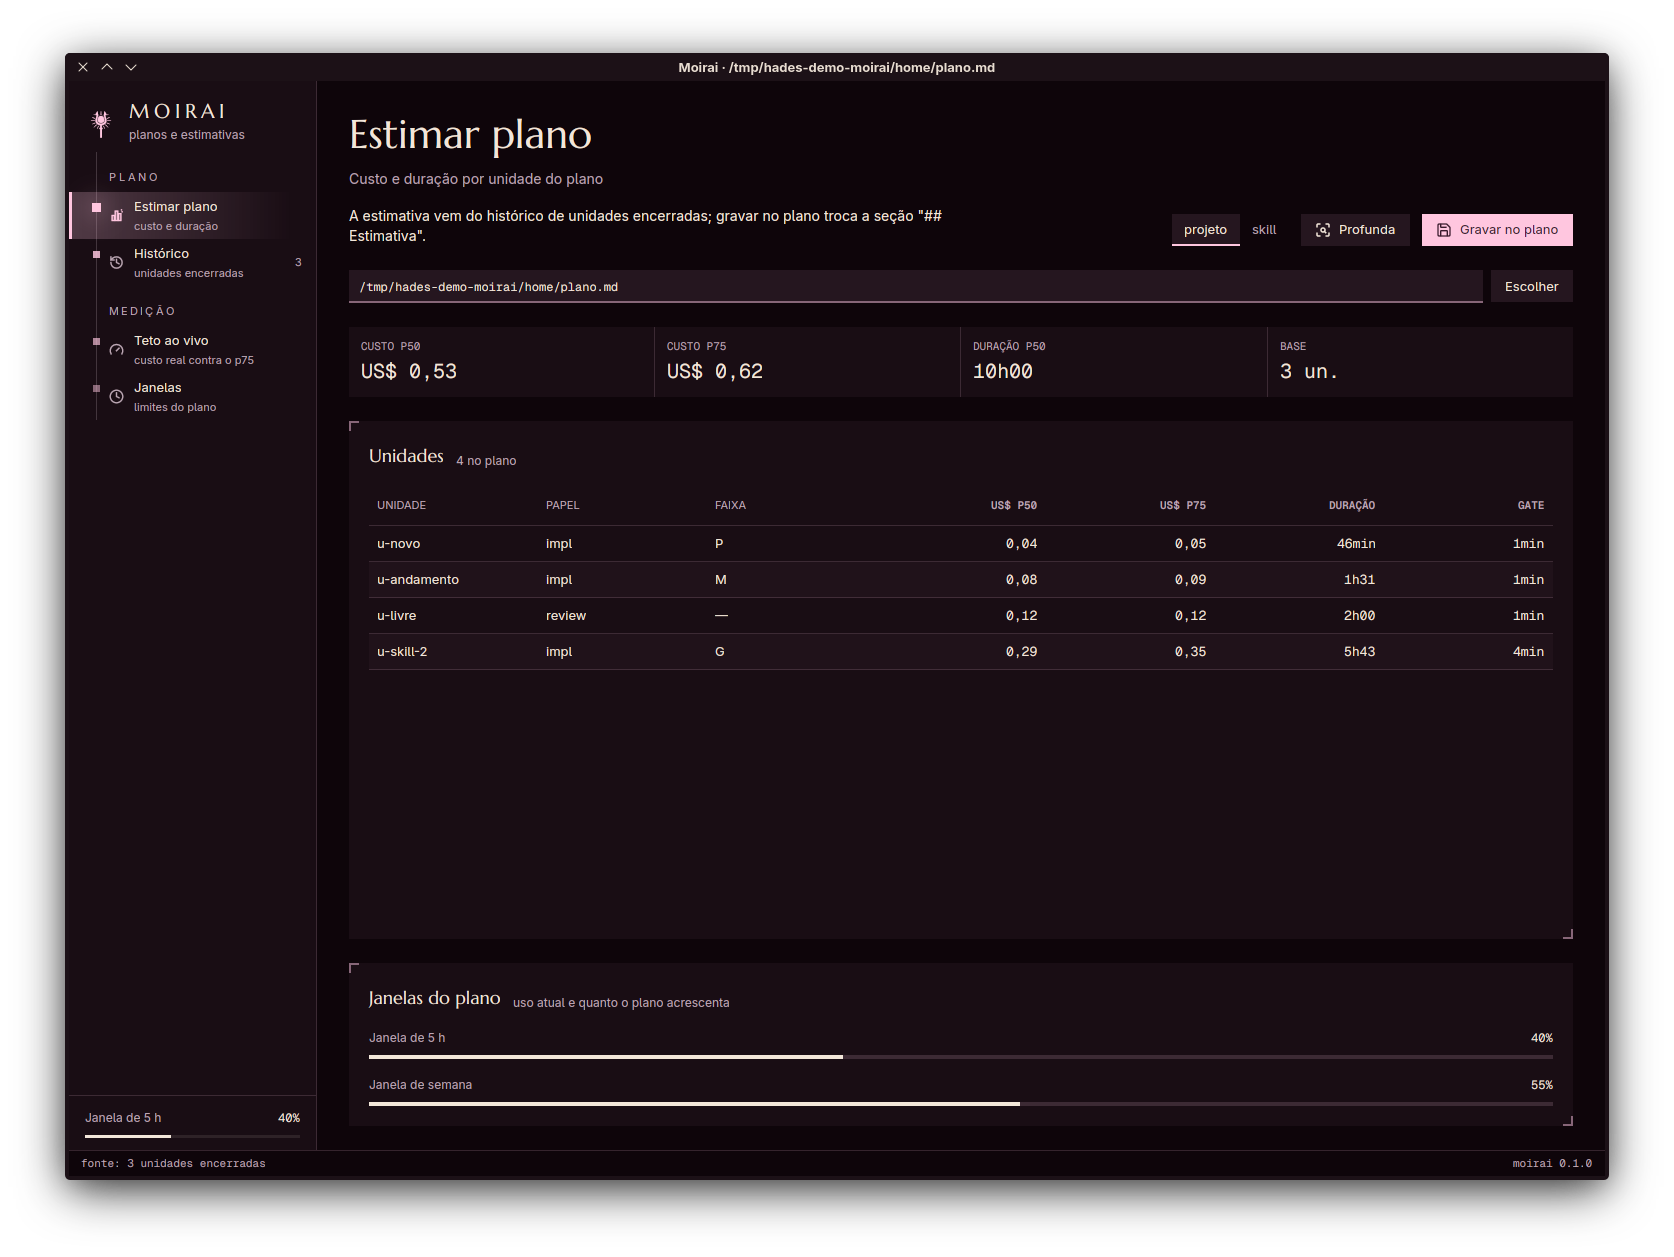 Moirai · /tmp/hades-demo-moirai/home/plano.md
MOIRAI
planos e estimativas
PLANO
Estimar plano
custo e duração
Histórico
unidades encerradas
3
MEDIÇÃO
Teto ao vivo
custo real contra o p75
Janelas
limites do plano
Janela de 5 h
40%
Estimar plano
Custo e duração por unidade do plano
A estimativa vem do histórico de unidades encerradas; gravar no plano troca a seção "##
Estimativa".
projeto
skill
Profunda
Gravar no plano
/tmp/hades-demo-moirai/home/plano.md
Escolher
CUSTO P50
US$ 0,53
CUSTO P75
US$ 0,62
DURAÇÃO P50
10h00
BASE
3 un.
Unidades 4 no plano
UNIDADE PAPEL FAIXA US$ P50 US$ P75 DURAÇÃO GATE
u-novo impl P 0,04 0,05 46min 1min
u-andamento impl M 0,08 0,09 1h31 1min
u-livre review — 0,12 0,12 2h00 1min
u-skill-2 impl G 0,29 0,35 5h43 4min
Janelas do plano uso atual e quanto o plano acrescenta
Janela de 5 h 40%
Janela de semana 55%
fonte: 3 unidades encerradas
moirai 0.1.0